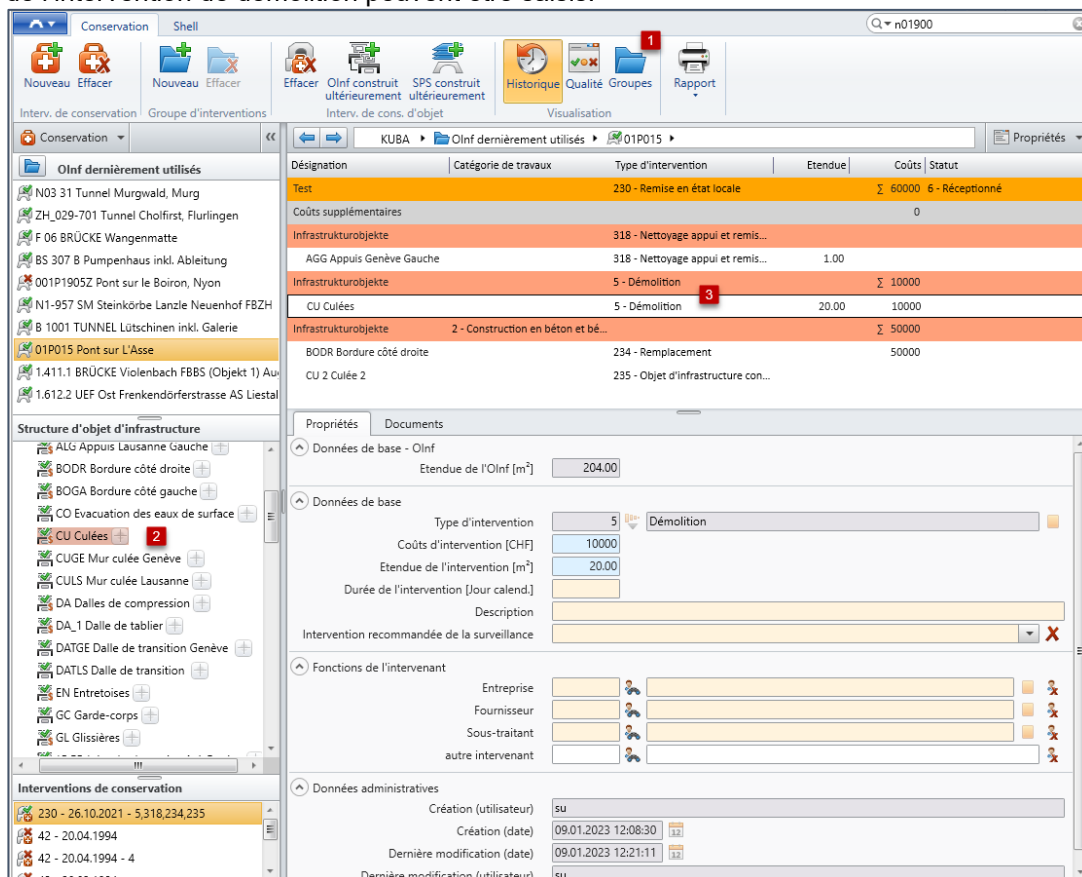 de l'intervention de démolition peuvent être saisis.
Conservation Shell n01900
1
Nouveau Effacer Nouveau Effacer Effacer OInf construit ultérieurement SPS construit ultérieurement Historique Qualité Groupes Rapport
Interv. de conservation Groupe d'interventions Interv. de cons. d'objet Visualisation
Conservation KUBA OInf dernièrement utilisés 01P015 Propriétés
OInf dernièrement utilisés
N03 31 Tunnel Murgwald, Murg
ZH_029-701 Tunnel Cholfirst, Flurlingen
F 06 BRÜCKE Wangenmatte
BS 307 B Pumpenhaus inkl. Ableitung
001P1905Z Pont sur le Boiron, Nyon
N1-957 SM Steinkörbe Lanzle Neuenhof FBZH
B 1001 TUNNEL Lütschinen inkl. Galerie
01P015 Pont sur L'Asse
1.411.1 BRÜCKE Violenbach FBBS (Objekt 1)
1.612.2 UEF Ost Frenkendörferstrasse AS Liestal
Structure d'objet d'infrastructure
ALG Appuis Lausanne Gauche
BODR Bordure côté droite
BOGA Bordure côté gauche
CO Evacuation des eaux de surface
CU Culées 2
CUGE Mur culée Genève
CULS Mur culée Lausanne
DA Dalles de compression
DA_1 Dalle de tablier
DATGE Dalle de transition Genève
DATLS Dalle de transition
EN Entretoises
GC Garde-corps
GL Glissières
Interventions de conservation
230 - 26.10.2021 - 5,318,234,235
42 - 20.04.1994
42 - 20.04.1994 - 4
Désignation Catégorie de travaux Type d'intervention Etendue Coûts Statut
Test 230 - Remise en état locale Σ 60000 6 - Réceptionné
Coûts supplémentaires 0
Infrastrukturobjekte 318 - Nettoyage appui et remis...
AGG Appuis Genève Gauche 318 - Nettoyage appui et remis... 1.00
Infrastrukturobjekte 5 - Démolition Σ 10000
3
CU Culées 5 - Démolition 20.00 10000
Infrastrukturobjekte 2 - Construction en béton et bé... Σ 50000
BODR Bordure côté droite 234 - Remplacement 50000
CU 2 Culée 2 235 - Objet d'infrastructure con...
Propriétés Documents
Données de base - OInf
Etendue de l'OInf [m²] 204.00
Données de base
Type d'intervention 5 Démolition
Coûts d'intervention [CHF] 10000
Etendue de l'intervention [m²] 20.00
Durée de l'intervention [Jour calend.]
Description
Intervention recommandée de la surveillance
Fonctions de l'intervenant
Entreprise
Fournisseur
Sous-traitant
autre intervenant
Données administratives
Création (utilisateur) su
Création (date) 09.01.2023 12:08:30 12
Dernière modification (date) 09.01.2023 12:21:11 12
Dernière modification (utilisateur) su